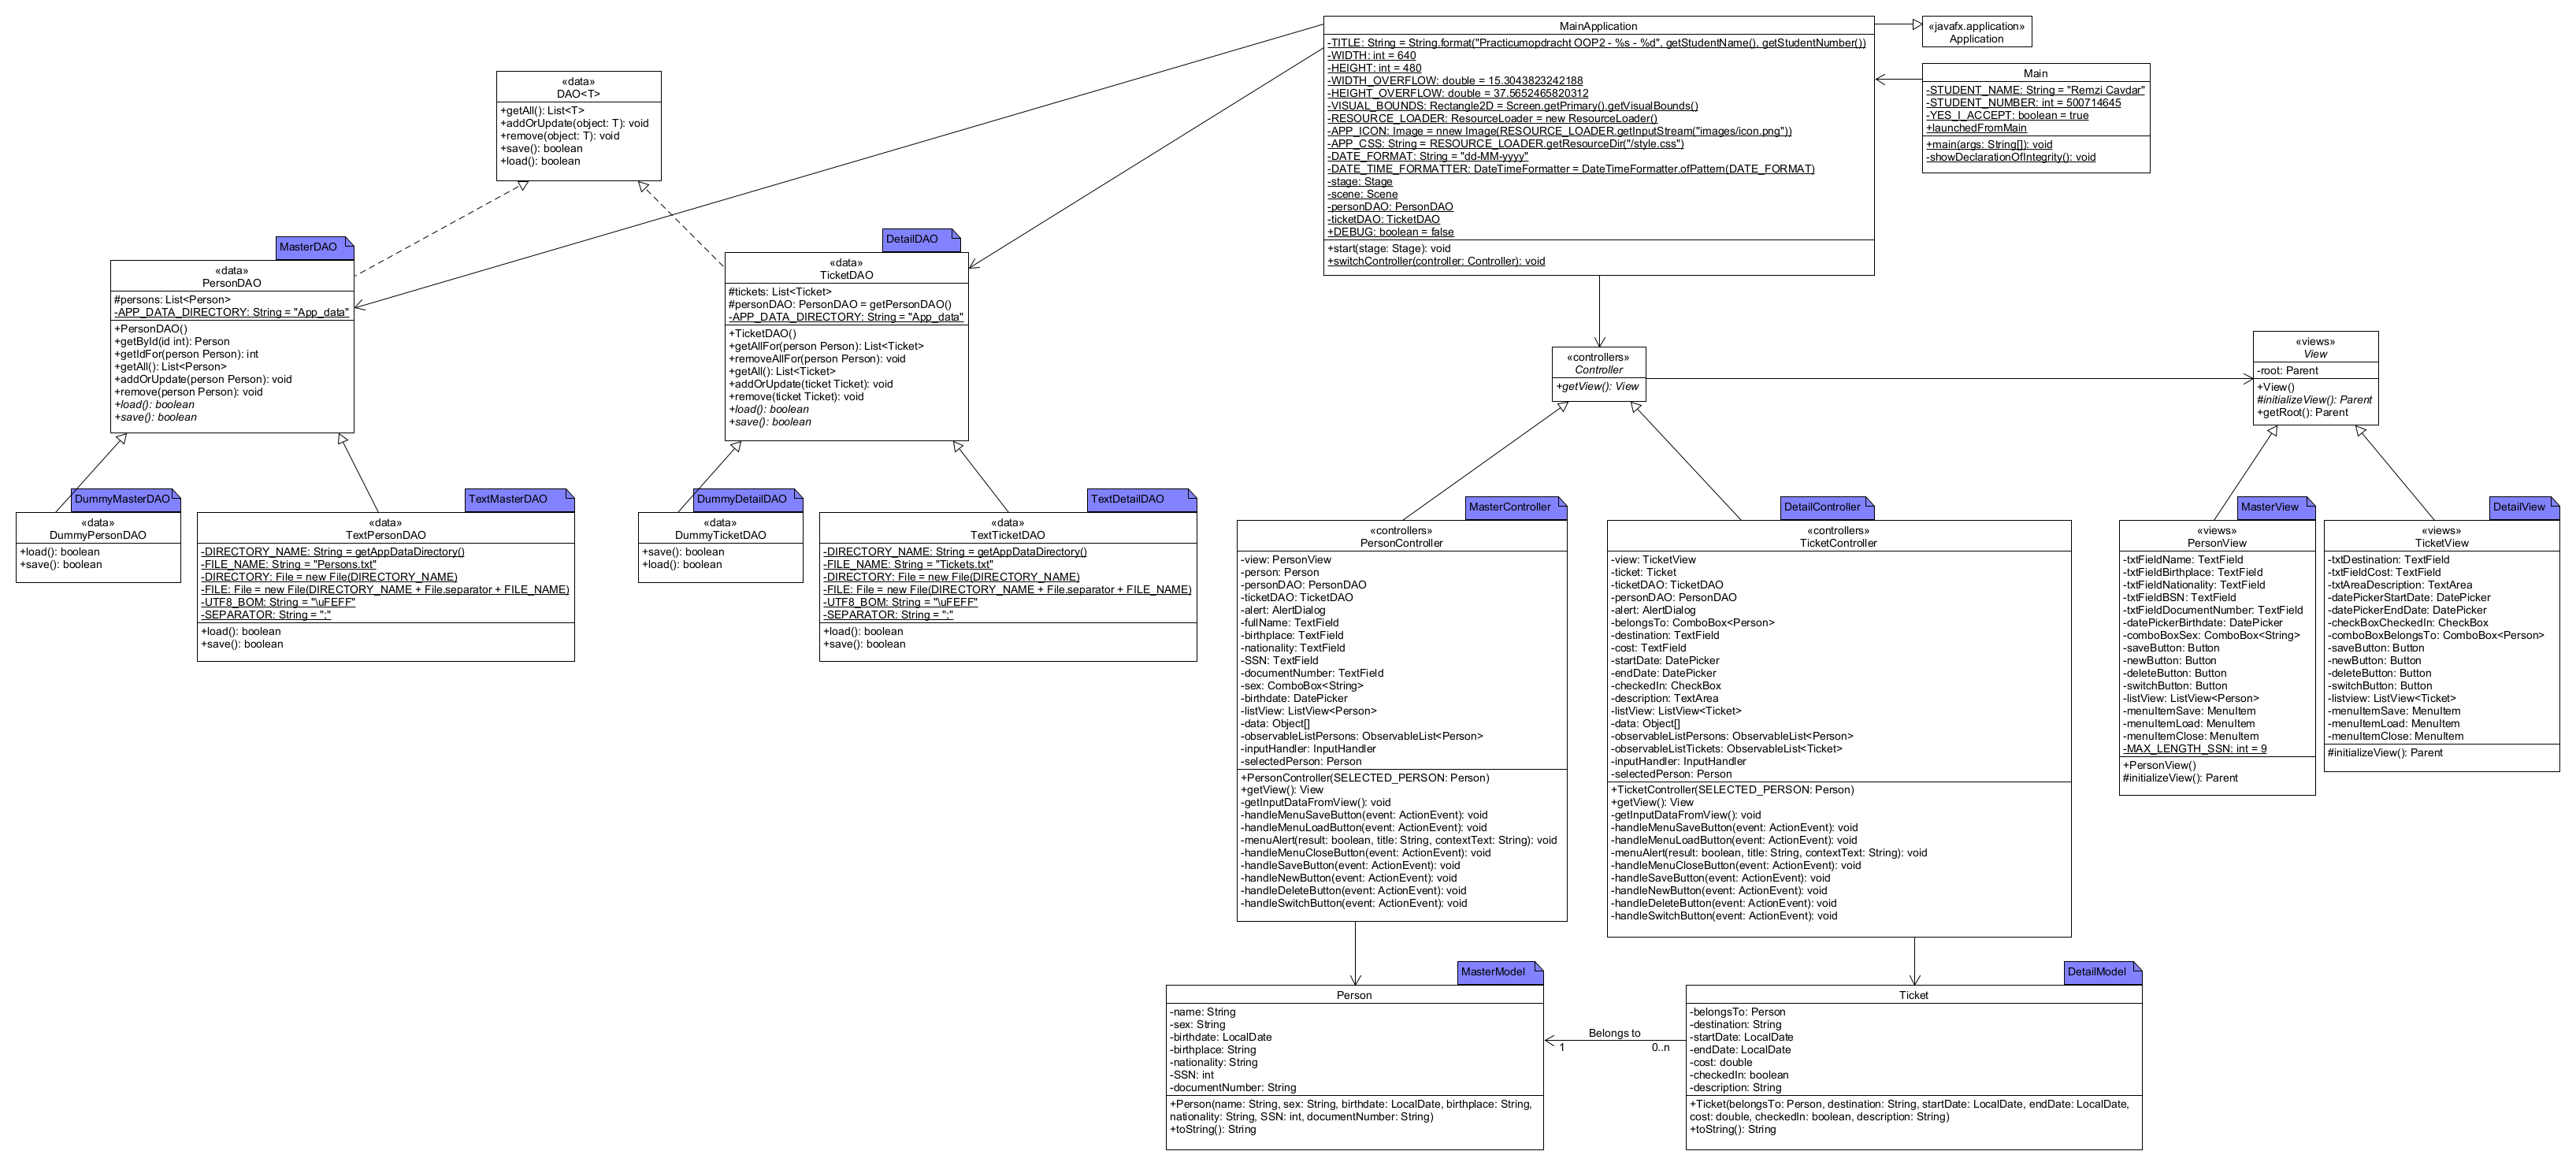 «data»
DAO<T>
+getAll(): List<T>
+addOrUpdate(object: T): void
+remove(object: T): void
+save(): boolean
+load(): boolean
MasterDAO
«data»
PersonDAO
#persons: List<Person>
-APP_DATA_DIRECTORY: String = "App_data"
+PersonDAO()
+getById(id int): Person
+getIdFor(person Person): int
+getAll(): List<Person>
+addOrUpdate(person Person): void
+remove(person Person): void
+load(): boolean
+save(): boolean
DetailDAO
«data»
TicketDAO
#tickets: List<Ticket>
#personDAO: PersonDAO = getPersonDAO()
-APP_DATA_DIRECTORY: String = "App_data"
+TicketDAO()
+getAllFor(person Person): List<Ticket>
+removeAllFor(person Person): void
+getAll(): List<Ticket>
+addOrUpdate(ticket Ticket): void
+remove(ticket Ticket): void
+load(): boolean
+save(): boolean
DummyMasterDAO
«data»
DummyPersonDAO
+load(): boolean
+save(): boolean
TextMasterDAO
«data»
TextPersonDAO
-DIRECTORY_NAME: String = getAppDataDirectory()
-FILE_NAME: String = "Persons.txt"
-DIRECTORY: File = new File(DIRECTORY_NAME)
-FILE: File = new File(DIRECTORY_NAME + File.separator + FILE_NAME)
-UTF8_BOM: String = "\uFEFF"
-SEPARATOR: String = ";"
+load(): boolean
+save(): boolean
DummyDetailDAO
«data»
DummyTicketDAO
+save(): boolean
+load(): boolean
TextDetailDAO
«data»
TextTicketDAO
-DIRECTORY_NAME: String = getAppDataDirectory()
-FILE_NAME: String = "Tickets.txt"
-DIRECTORY: File = new File(DIRECTORY_NAME)
-FILE: File = new File(DIRECTORY_NAME + File.separator + FILE_NAME)
-UTF8_BOM: String = "\uFEFF"
-SEPARATOR: String = ";"
+load(): boolean
+save(): boolean
MainApplication
-TITLE: String = String.format("Practicumopdracht OOP2 - %s - %d", getStudentName(), getStudentNumber())
-WIDTH: int = 640
-HEIGHT: int = 480
-WIDTH_OVERFLOW: double = 15.3043823242188
-HEIGHT_OVERFLOW: double = 37.5652465820312
-VISUAL_BOUNDS: Rectangle2D = Screen.getPrimary().getVisualBounds()
-RESOURCE_LOADER: ResourceLoader = new ResourceLoader()
-APP_ICON: Image = nnew Image(RESOURCE_LOADER.getInputStream("images/icon.png"))
-APP_CSS: String = RESOURCE_LOADER.getResourceDir("/style.css")
-DATE_FORMAT: String = "dd-MM-yyyy"
-DATE_TIME_FORMATTER: DateTimeFormatter = DateTimeFormatter.ofPattern(DATE_FORMAT)
-stage: Stage
-scene: Scene
-personDAO: PersonDAO
-ticketDAO: TicketDAO
+DEBUG: boolean = false
+start(stage: Stage): void
+switchController(controller: Controller): void
«javafx.application»
Application
Main
-STUDENT_NAME: String = "Remzi Cavdar"
-STUDENT_NUMBER: int = 500714645
-YES_I_ACCEPT: boolean = true
+launchedFromMain
+main(args: String[]): void
-showDeclarationOfIntegrity(): void
«controllers»
Controller
+getView(): View
«views»
View
-root: Parent
+View()
#initializeView(): Parent
+getRoot(): Parent
MasterController
«controllers»
PersonController
-view: PersonView
-person: Person
-personDAO: PersonDAO
-ticketDAO: TicketDAO
-alert: AlertDialog
-fullName: TextField
-birthplace: TextField
-nationality: TextField
-SSN: TextField
-documentNumber: TextField
-sex: ComboBox<String>
-birthdate: DatePicker
-listView: ListView<Person>
-data: Object[]
-observableListPersons: ObservableList<Person>
-inputHandler: InputHandler
-selectedPerson: Person
+PersonController(SELECTED_PERSON: Person)
+getView(): View
-getInputDataFromView(): void
-handleMenuSaveButton(event: ActionEvent): void
-handleMenuLoadButton(event: ActionEvent): void
-menuAlert(result: boolean, title: String, contextText: String): void
-handleMenuCloseButton(event: ActionEvent): void
-handleSaveButton(event: ActionEvent): void
-handleNewButton(event: ActionEvent): void
-handleDeleteButton(event: ActionEvent): void
-handleSwitchButton(event: ActionEvent): void
DetailController
«controllers»
TicketController
-view: TicketView
-ticket: Ticket
-ticketDAO: TicketDAO
-personDAO: PersonDAO
-alert: AlertDialog
-belongsTo: ComboBox<Person>
-destination: TextField
-cost: TextField
-startDate: DatePicker
-endDate: DatePicker
-checkedIn: CheckBox
-description: TextArea
-listView: ListView<Ticket>
-data: Object[]
-observableListPersons: ObservableList<Person>
-observableListTickets: ObservableList<Ticket>
-inputHandler: InputHandler
-selectedPerson: Person
+TicketController(SELECTED_PERSON: Person)
+getView(): View
-getInputDataFromView(): void
-handleMenuSaveButton(event: ActionEvent): void
-handleMenuLoadButton(event: ActionEvent): void
-menuAlert(result: boolean, title: String, contextText: String): void
-handleMenuCloseButton(event: ActionEvent): void
-handleSaveButton(event: ActionEvent): void
-handleNewButton(event: ActionEvent): void
-handleDeleteButton(event: ActionEvent): void
-handleSwitchButton(event: ActionEvent): void
MasterView
«views»
PersonView
-txtFieldName: TextField
-txtFieldBirthplace: TextField
-txtFieldNationality: TextField
-txtFieldBSN: TextField
-txtFieldDocumentNumber: TextField
-datePickerBirthdate: DatePicker
-comboBoxSex: ComboBox<String>
-saveButton: Button
-newButton: Button
-deleteButton: Button
-switchButton: Button
-listView: ListView<Person>
-menuItemSave: MenuItem
-menuItemLoad: MenuItem
-menuItemClose: MenuItem
-MAX_LENGTH_SSN: int = 9
+PersonView()
#initializeView(): Parent
DetailView
«views»
TicketView
-txtDestination: TextField
-txtFieldCost: TextField
-txtAreaDescription: TextArea
-datePickerStartDate: DatePicker
-datePickerEndDate: DatePicker
-checkBoxCheckedIn: CheckBox
-comboBoxBelongsTo: ComboBox<Person>
-saveButton: Button
-newButton: Button
-deleteButton: Button
-switchButton: Button
-listview: ListView<Ticket>
-menuItemSave: MenuItem
-menuItemLoad: MenuItem
-menuItemClose: MenuItem
#initializeView(): Parent
MasterModel
Person
-name: String
-sex: String
-birthdate: LocalDate
-birthplace: String
-nationality: String
-SSN: int
-documentNumber: String
+Person(name: String, sex: String, birthdate: LocalDate, birthplace: String,
nationality: String, SSN: int, documentNumber: String)
+toString(): String
Belongs to
1
0..n
DetailModel
Ticket
-belongsTo: Person
-destination: String
-startDate: LocalDate
-endDate: LocalDate
-cost: double
-checkedIn: boolean
-description: String
+Ticket(belongsTo: Person, destination: String, startDate: LocalDate, endDate: LocalDate,
cost: double, checkedIn: boolean, description: String)
+toString(): String